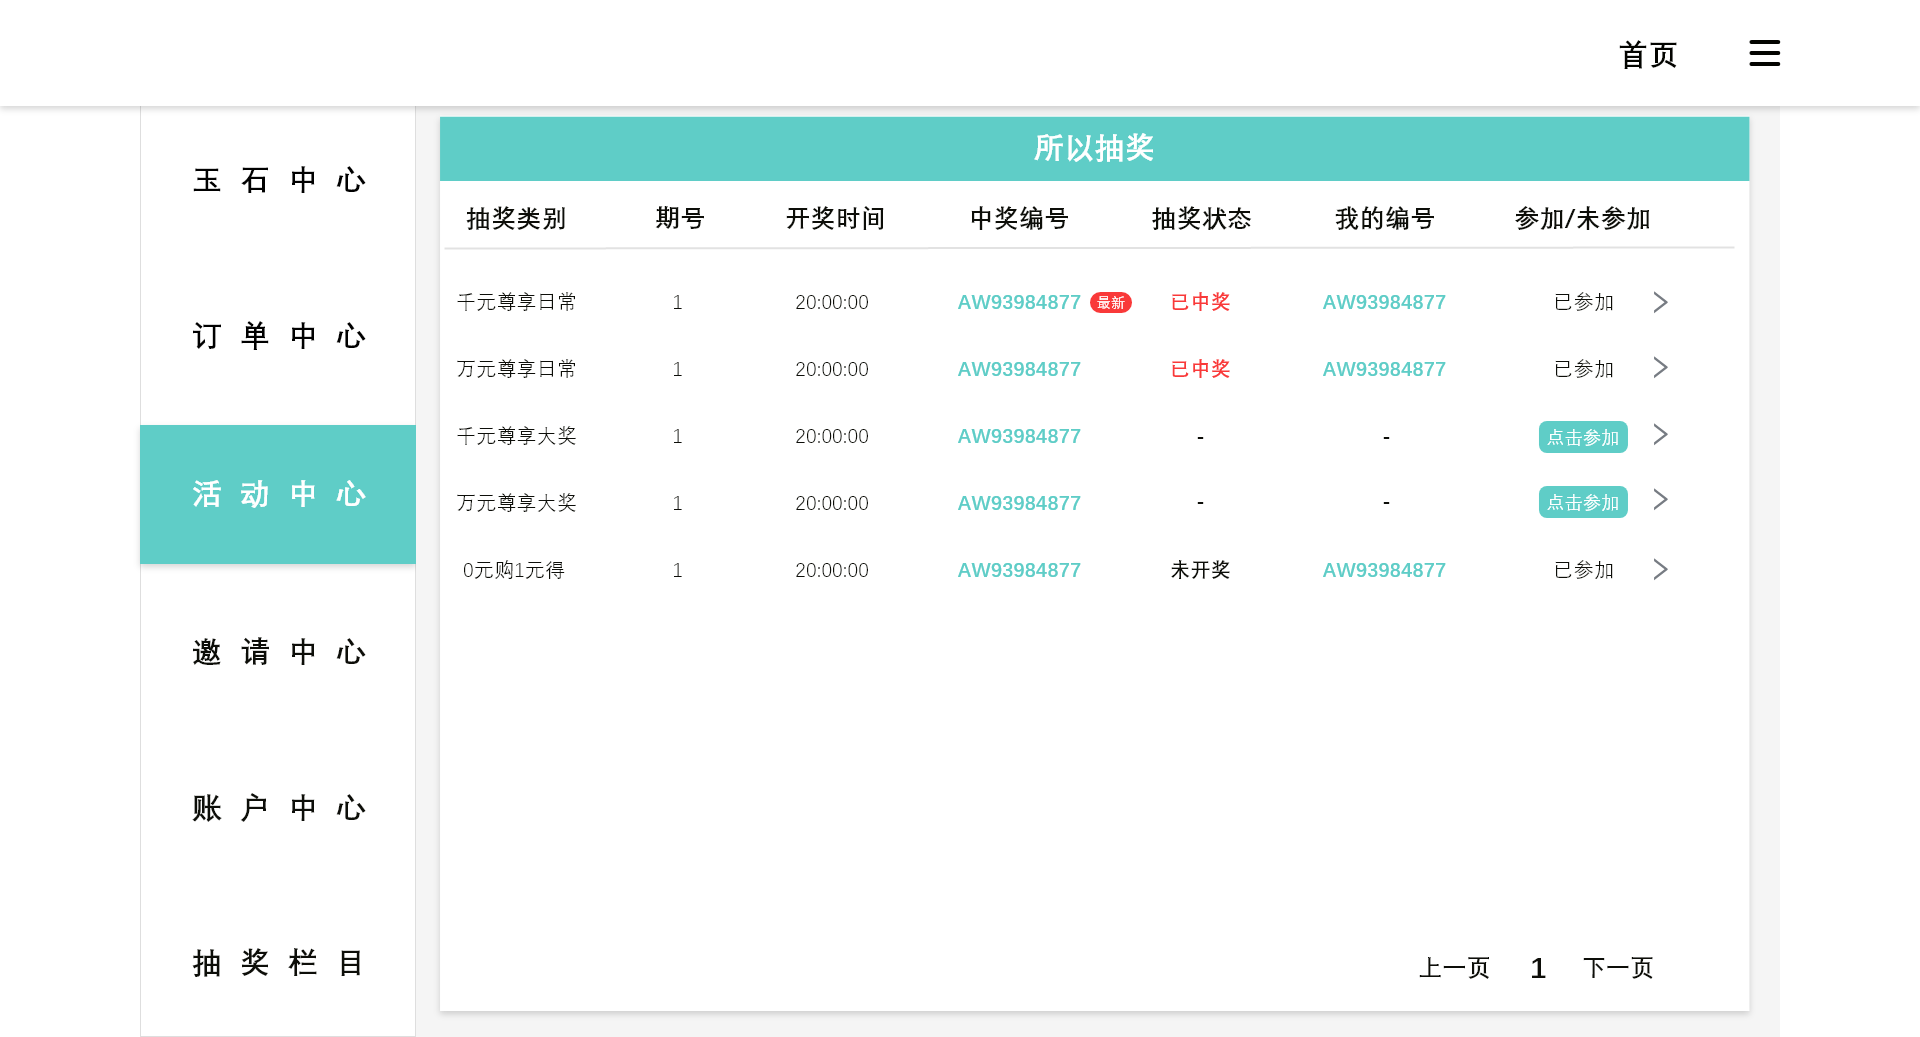 首页
玉石中心
订单中心
活动中心
邀请中心
账户中心
抽奖栏目
所以抽奖
抽奖类别 期号 开奖时间 中奖编号 抽奖状态 我的编号 参加/未参加
千元尊享日常 1 20:00:00 AW93984877 最新 已中奖 AW93984877 已参加
万元尊享日常 1 20:00:00 AW93984877 已中奖 AW93984877 已参加
千元尊享大奖 1 20:00:00 AW93984877 - - 点击参加
万元尊享大奖 1 20:00:00 AW93984877 - - 点击参加
0元购1元得 1 20:00:00 AW93984877 未开奖 AW93984877 已参加
上一页 1 下一页